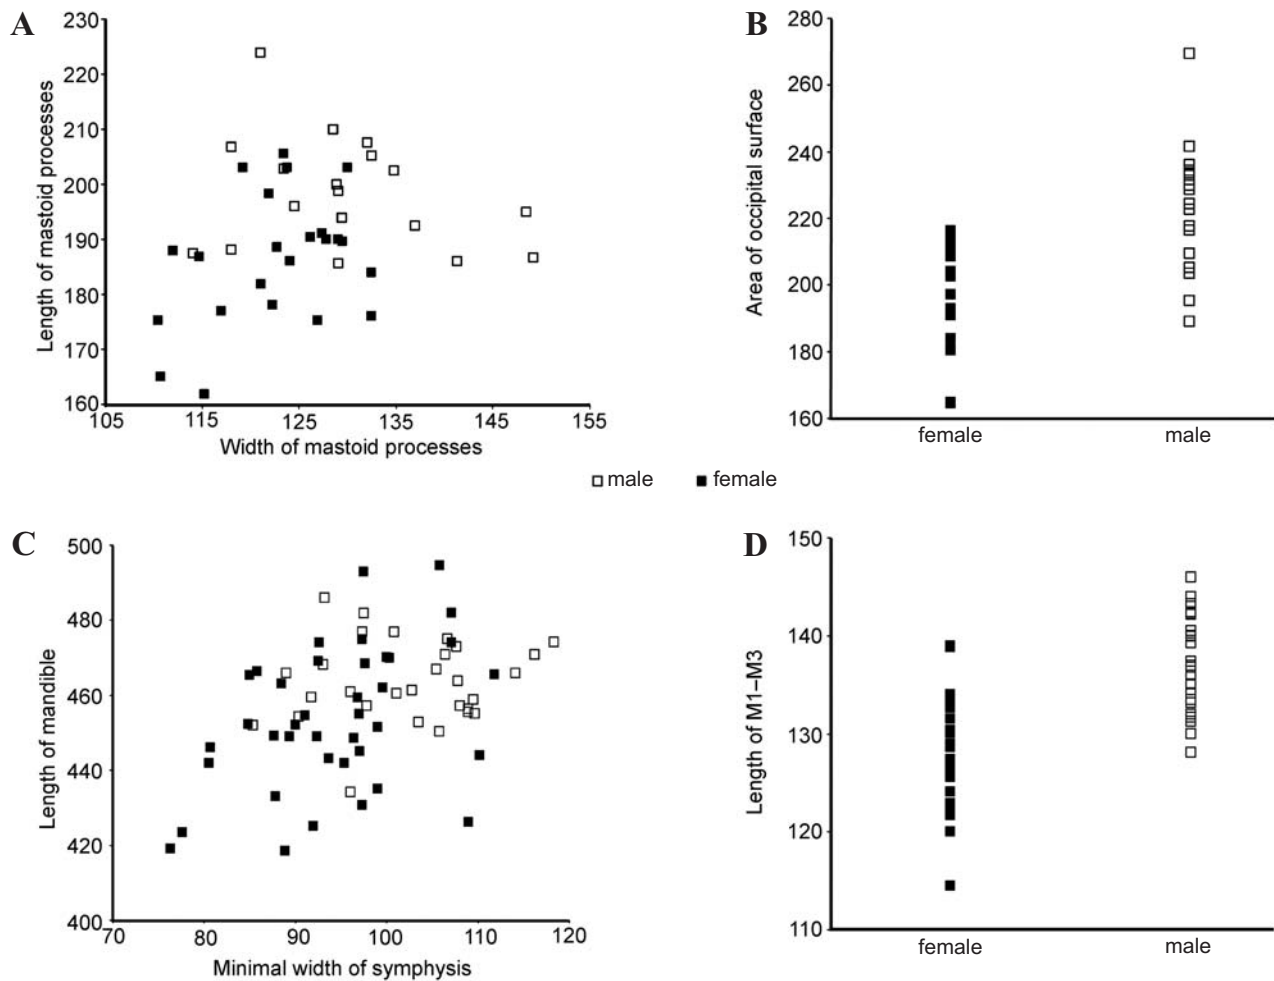 A
230
220
210
200
190
180
170
160
Length of mastoid processes
105
115
125
135
145
155
Width of mastoid processes
B
280
260
240
220
200
180
160
Area of occipital surface
female
male
male
female
C
500
480
460
440
420
400
Length of mandible
70
80
90
100
110
120
Minimal width of symphysis
D
150
140
130
120
110
Length of M1–M3
female
male